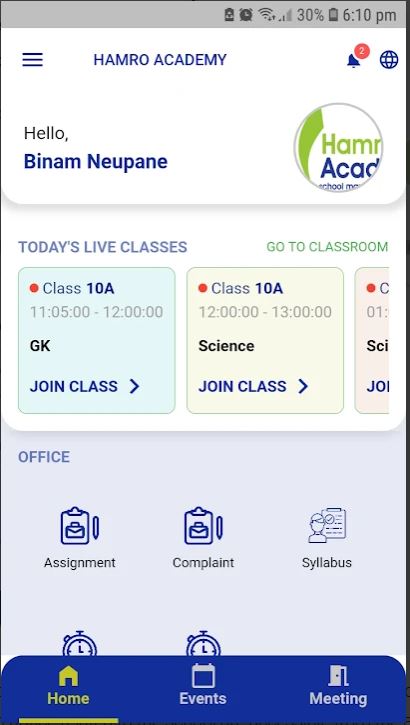 30% 6:10 pm
HAMRO ACADEMY
2
Hello,
Binam Neupane
Hamr
Acad
school ma
TODAY'S LIVE CLASSES
GO TO CLASSROOM
Class 10A
11:05:00 - 12:00:00
GK
JOIN CLASS
Class 10A
12:00:00 - 13:00:00
Science
JOIN CLASS
C
01:
Sci
JOI
OFFICE
Assignment
Complaint
Syllabus
Home
Events
Meeting